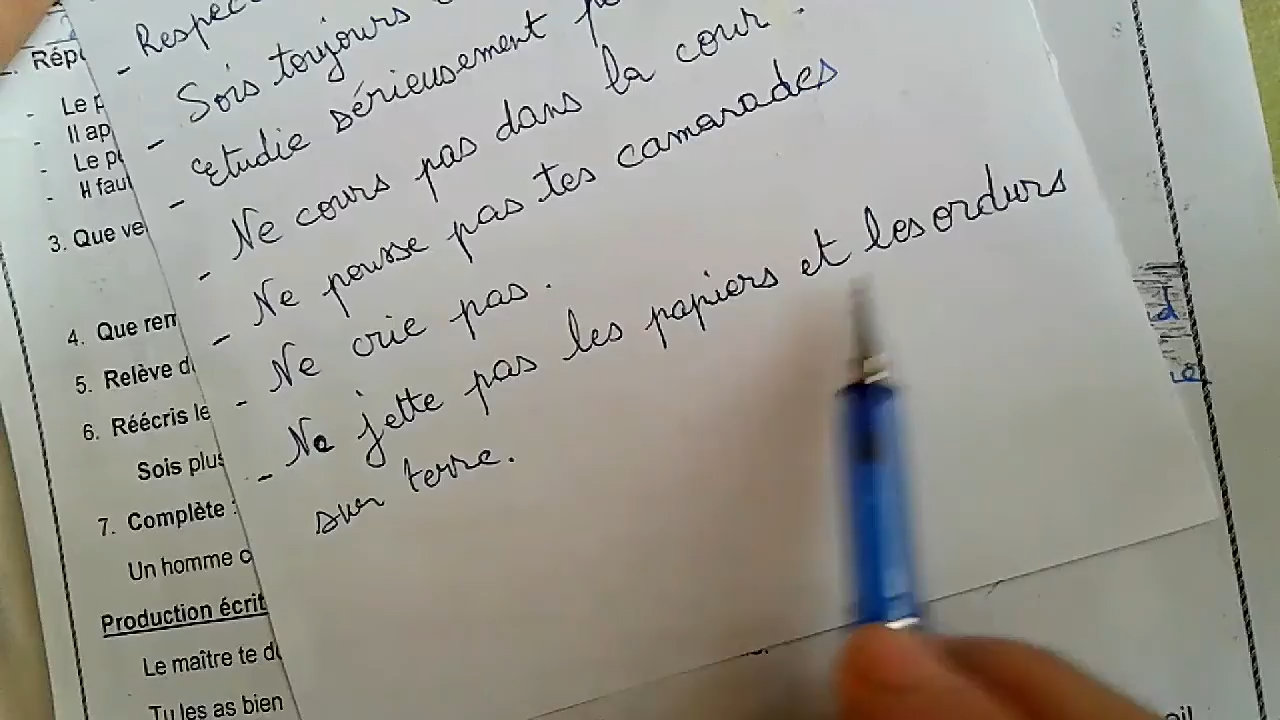 - Respec
- Sois toujours
- Etudie sérieusement
- Ne cours pas dans la cour.
- Ne pousse pas tes camarades
- Ne crie pas.
- Ne jette pas les papiers et les ordurs
sur terre.
Rép
- Le p
- Il ap
- Le p
- Il faut
3. Que ve
4. Que rem
5. Relève d
6. Réécris le
Sois plus
7. Complète :
Un homme
Production écrit
Le maître te d
Tu les as bien